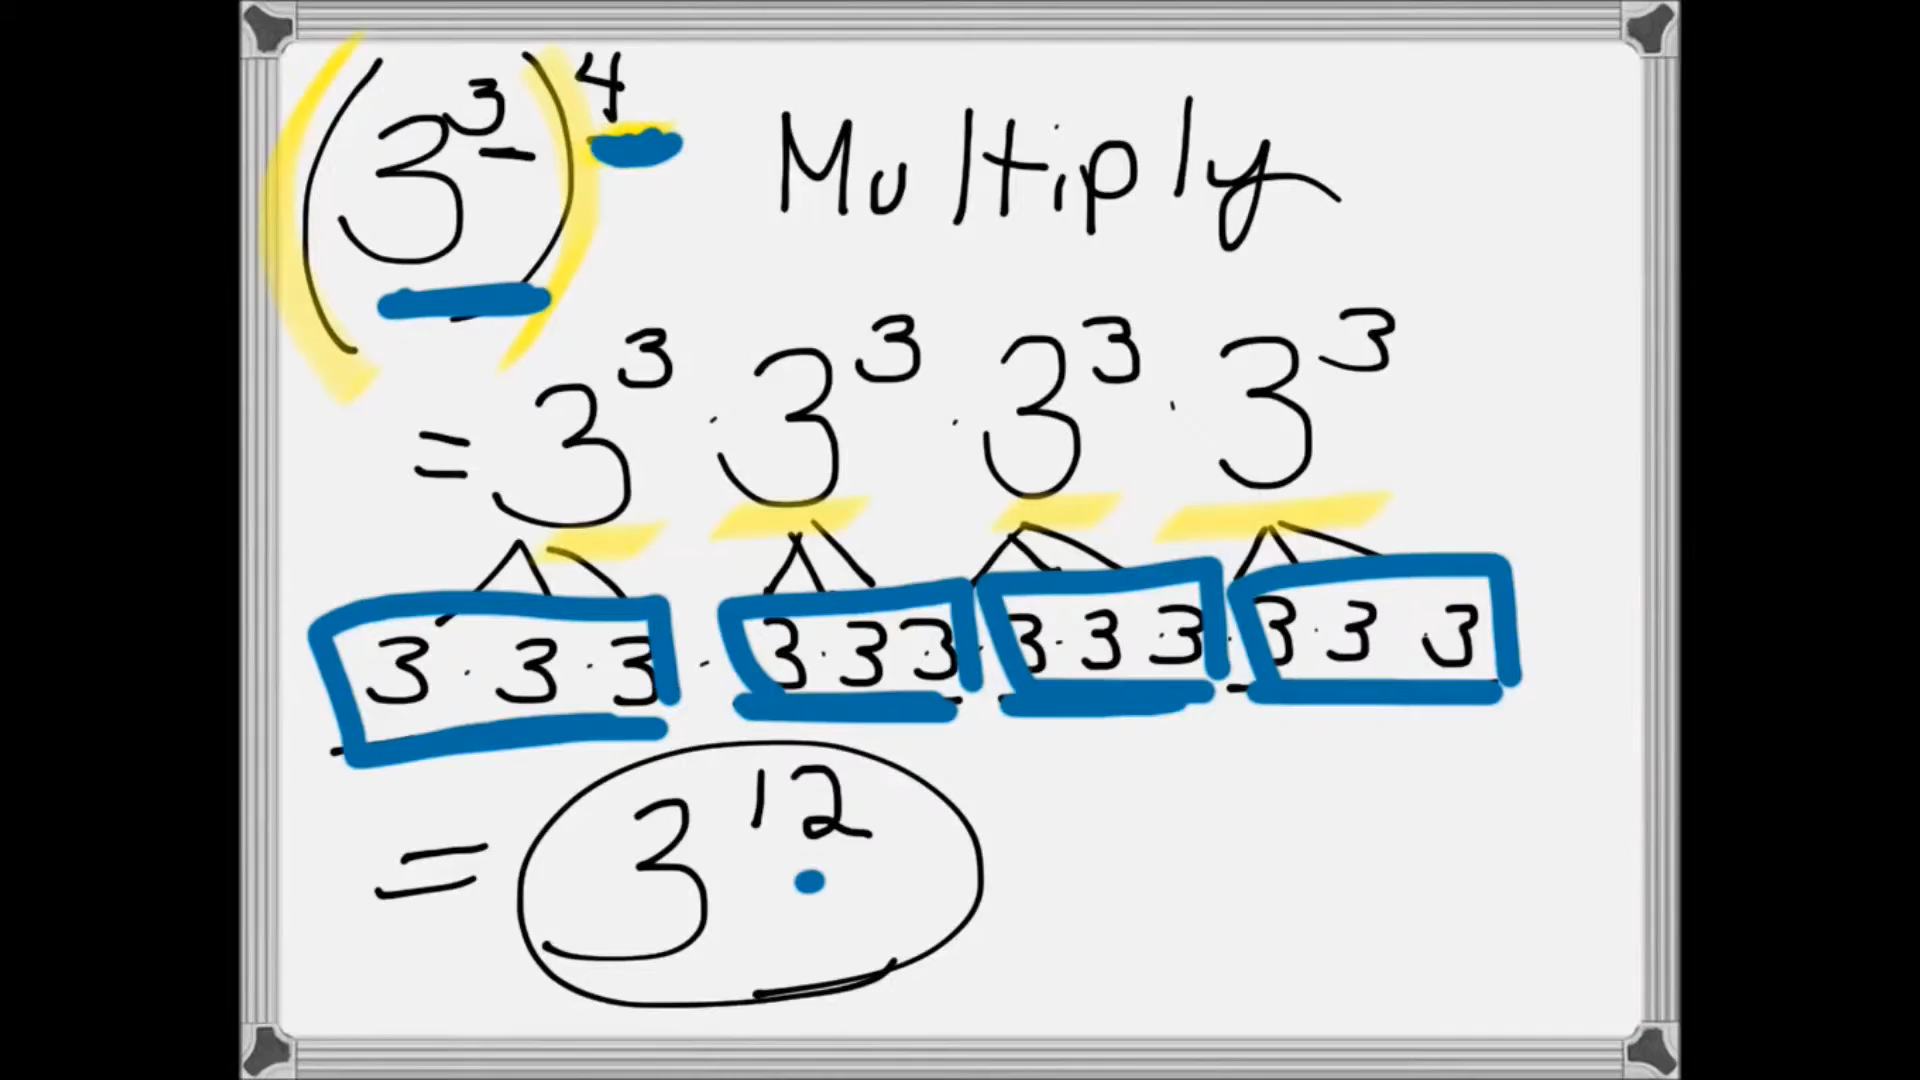 (3³)⁴ Multiply
= 3³ · 3³ · 3³ · 3³
3 · 3 · 3 · 3 · 3 · 3 · 3 · 3 · 3 · 3 · 3 · 3
= 3¹²